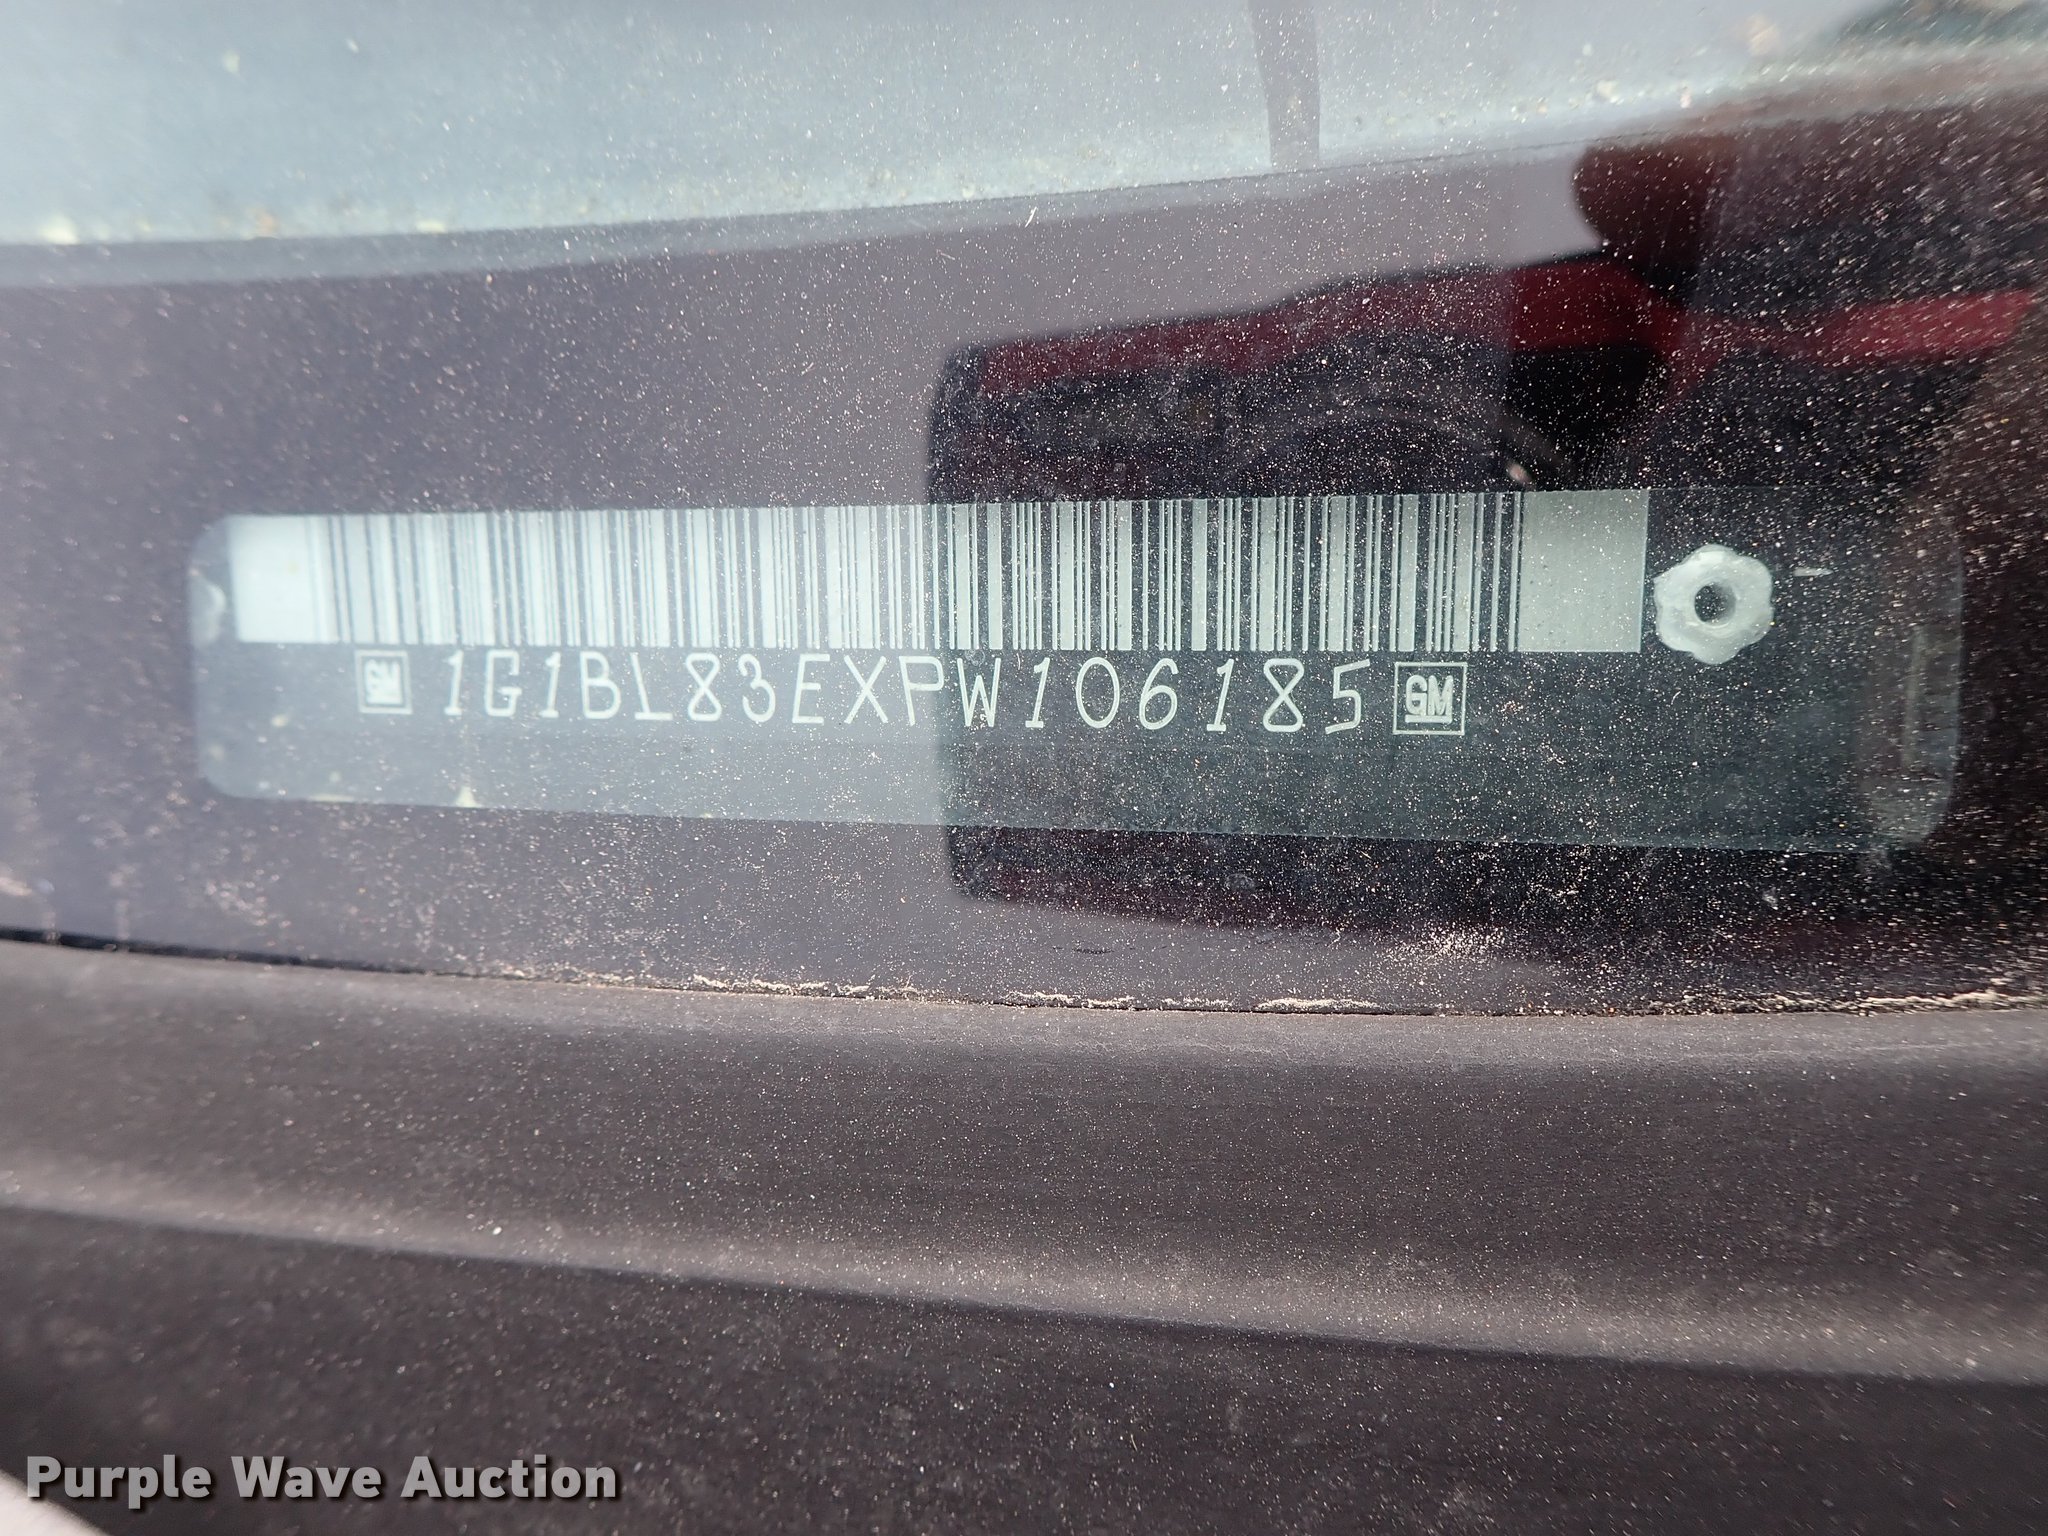 GM 1G1BL83EXPW106185 GM
Purple Wave Auction